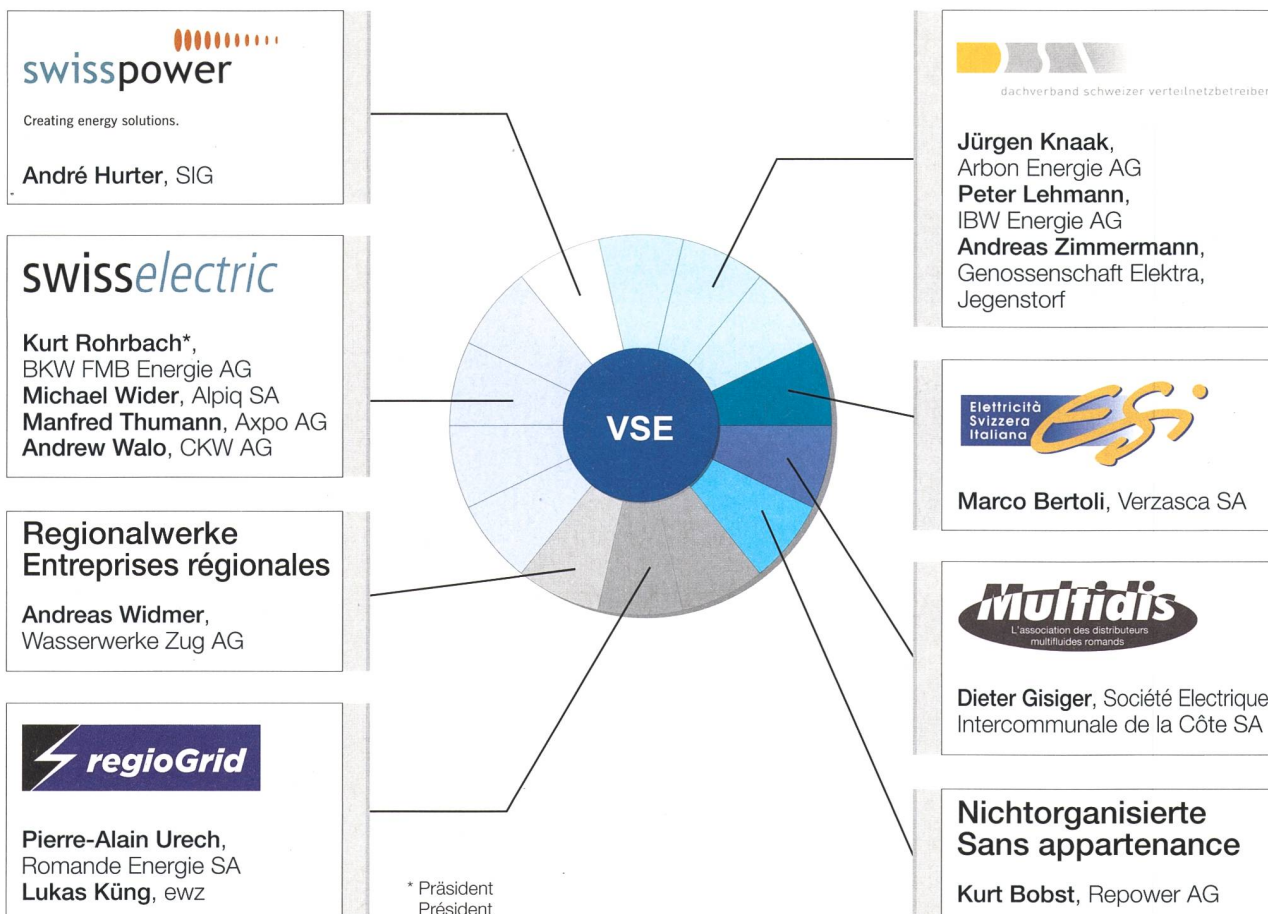 swisspower
Creating energy solutions.
André Hurter, SIG
swisselectric
Kurt Rohrbach*,
BKW FMB Energie AG
Michael Wider, Alpiq SA
Manfred Thumann, Axpo AG
Andrew Walo, CKW AG
Regionalwerke
Entreprises régionales
Andreas Widmer,
Wasserwerke Zug AG
regioGrid
Pierre-Alain Urech,
Romande Energie SA
Lukas Küng, ewz
VSE
* Präsident
Président
dachverband schweizer verteilnetzbetreiber
Jürgen Knaak,
Arbon Energie AG
Peter Lehmann,
IBW Energie AG
Andreas Zimmermann,
Genossenschaft Elektra,
Jegenstorf
Elettricità
Svizzera
Italiana
ESI
Marco Bertoli, Verzasca SA
Multidis
L'association des distributeurs
multifluides romands
Dieter Gisiger, Société Electrique
Intercommunale de la Côte SA
Nichtorganisierte
Sans appartenance
Kurt Bobst, Repower AG